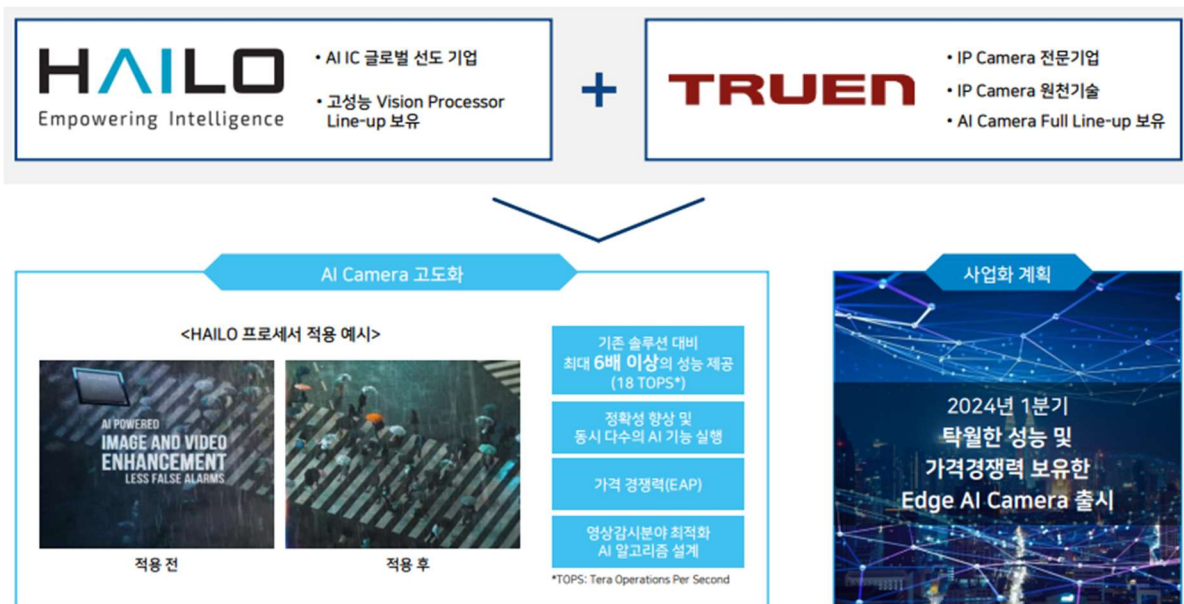 HAILO
Empowering Intelligence
• AI IC 글로벌 선도 기업
• 고성능 Vision Processor
Line-up 보유
+
TRUEN
• IP Camera 전문기업
• IP Camera 원천기술
• AI Camera Full Line-up 보유
AI Camera 고도화
<HAILO 프로세서 적용 예시>
AI POWERED
IMAGE AND VIDEO
ENHANCEMENT
LESS FALSE ALARMS
적용 전
적용 후
기존 솔루션 대비
최대 6배 이상의 성능 제공
(18 TOPS*)
정확성 향상 및
동시 다수의 AI 기능 실행
가격 경쟁력(EAP)
영상감시분야 최적화
AI 알고리즘 설계
*TOPS: Tera Operations Per Second
사업화 계획
2024년 1분기
탁월한 성능 및
가격경쟁력 보유한
Edge AI Camera 출시